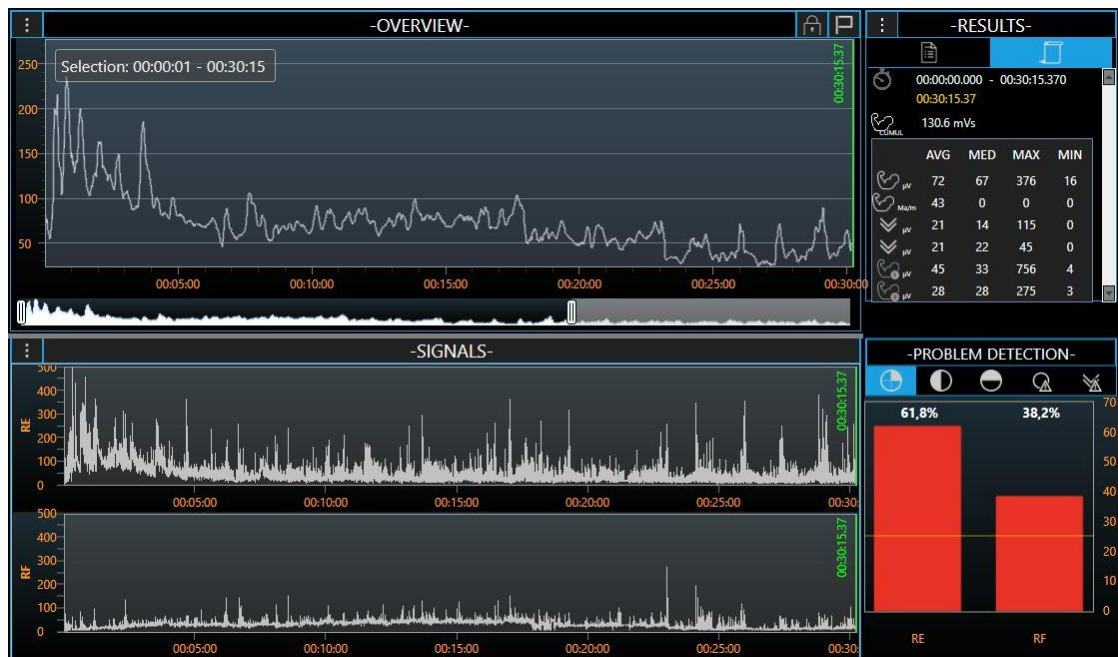 -OVERVIEW-
Selection: 00:00:01 - 00:30:15
00:30:15.37
250
200
150
100
50
00:05:00
00:10:00
00:15:00
00:20:00
00:25:00
00:30:00
-RESULTS-
00:00:00.000 - 00:30:15.370
00:30:15.37
CUMUL
130.6 mVs
AVG MED MAX MIN
µV 72 67 376 16
Ma/m 43 0 0 0
µV 21 14 115 0
µV 21 22 45 0
µV 45 33 756 4
µV 28 28 275 3
-SIGNALS-
RE
500
400
300
200
100
0
00:30:15.37
00:05:00
00:10:00
00:15:00
00:20:00
00:25:00
00:30:
RF
500
400
300
200
100
0
00:30:15.37
00:05:00
00:10:00
00:15:00
00:20:00
00:25:00
00:30:
-PROBLEM DETECTION-
61,8%
38,2%
70
60
50
40
30
20
10
0
RE
RF